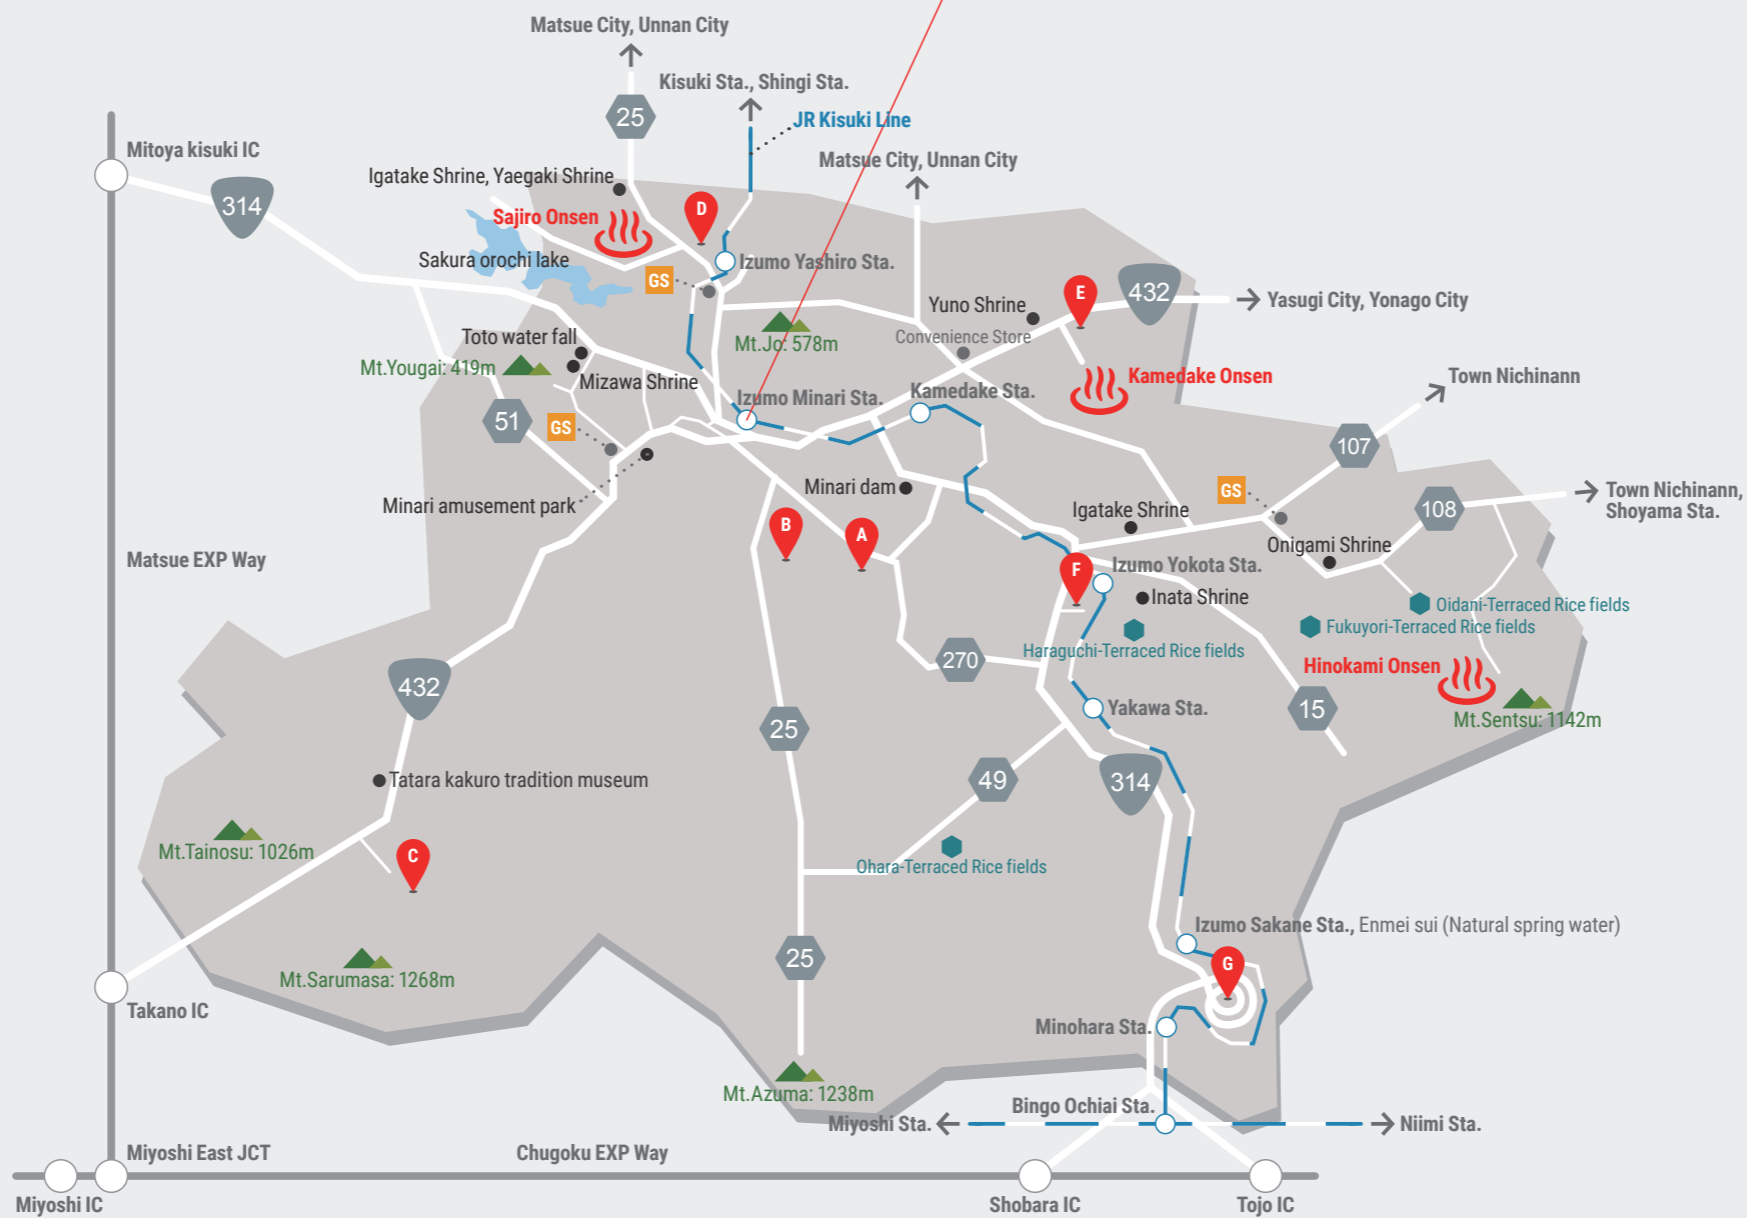 Matsue City, Unnan City
Kisuki Sta., Shingi Sta.
25
JR Kisuki Line
Mitoya kisuki IC
Matsue City, Unnan City
Igatake Shrine, Yaegaki Shrine
314
D
Sajiro Onsen
Sakura orochi lake
Izumo Yashiro Sta.
GS
E
432
Yasugi City, Yonago City
Yuno Shrine
Convenience Store
Toto water fall
Mt.Jo: 578m
Mt.Yougai: 419m
Mizawa Shrine
Kamedake Onsen
Town Nichinann
Izumo Minari Sta.
Kamedake Sta.
51
GS
107
Minari dam
GS
Town Nichinann,
Shoyama Sta.
Minari amusement park
108
Igatake Shrine
B
A
Onigami Shrine
Matsue EXP Way
F
Izumo Yokota Sta.
Inata Shrine
Oidani-Terraced Rice fields
Fukuyori-Terraced Rice fields
Haraguchi-Terraced Rice fields
270
Hinokami Onsen
432
Yakawa Sta.
15
Mt.Sentsu: 1142m
25
Tatara kakuro tradition museum
49
314
Mt.Tainosu: 1026m
C
Ohara-Terraced Rice fields
Izumo Sakane Sta., Enmei sui (Natural spring water)
25
G
Mt.Sarumasa: 1268m
Takano IC
Minohara Sta.
Mt.Azuma: 1238m
Bingo Ochiai Sta.
Miyoshi Sta.
Niimi Sta.
Miyoshi East JCT
Chugoku EXP Way
Miyoshi IC
Shobara IC
Tojo IC